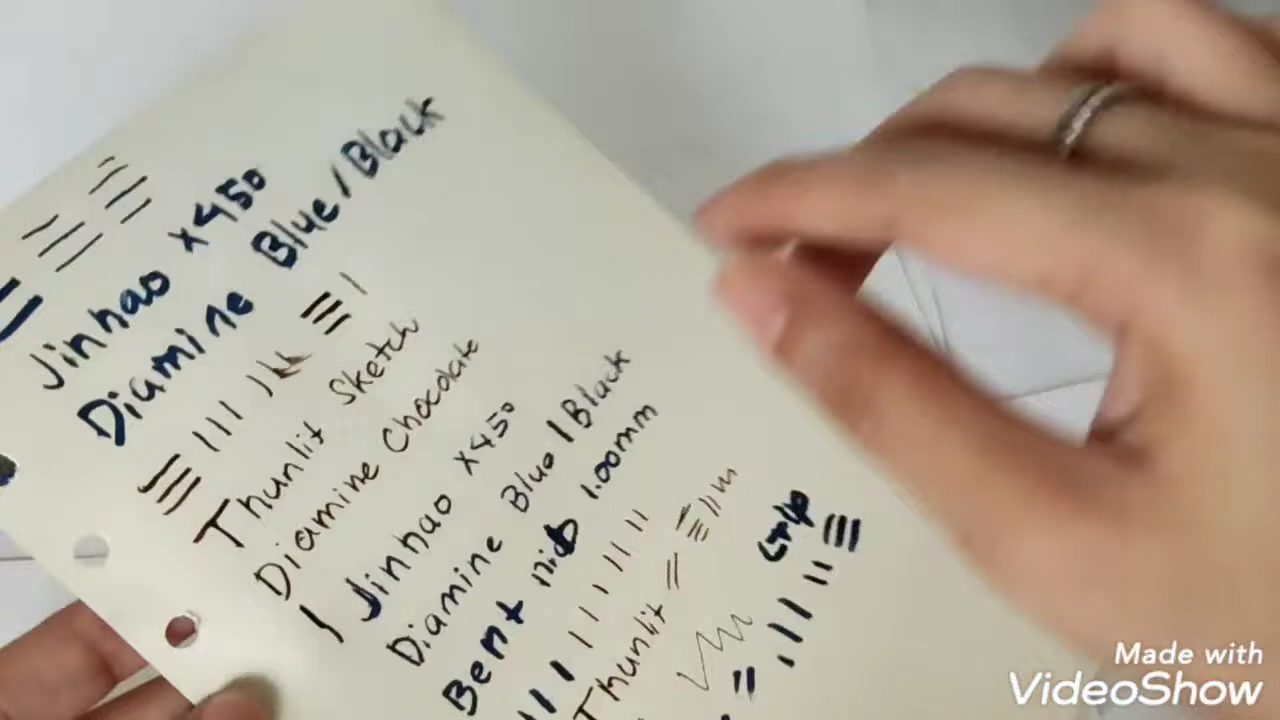 Jinhao x450
Diamine Blue/Black
Thunlit Sketch
Diamine Chocolate
Jinhao x450
Diamine Blue/Black
Bent nib 1.00mm
Thunlit
Made with
VideoShow